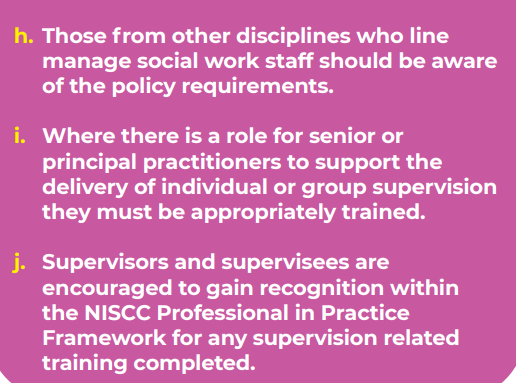 h. Those from other disciplines who line
manage social work staff should be aware
of the policy requirements.
i. Where there is a role for senior or
principal practitioners to support the
delivery of individual or group supervision
they must be appropriately trained.
j. Supervisors and supervisees are
encouraged to gain recognition within
the NISCC Professional in Practice
Framework for any supervision related
training completed.